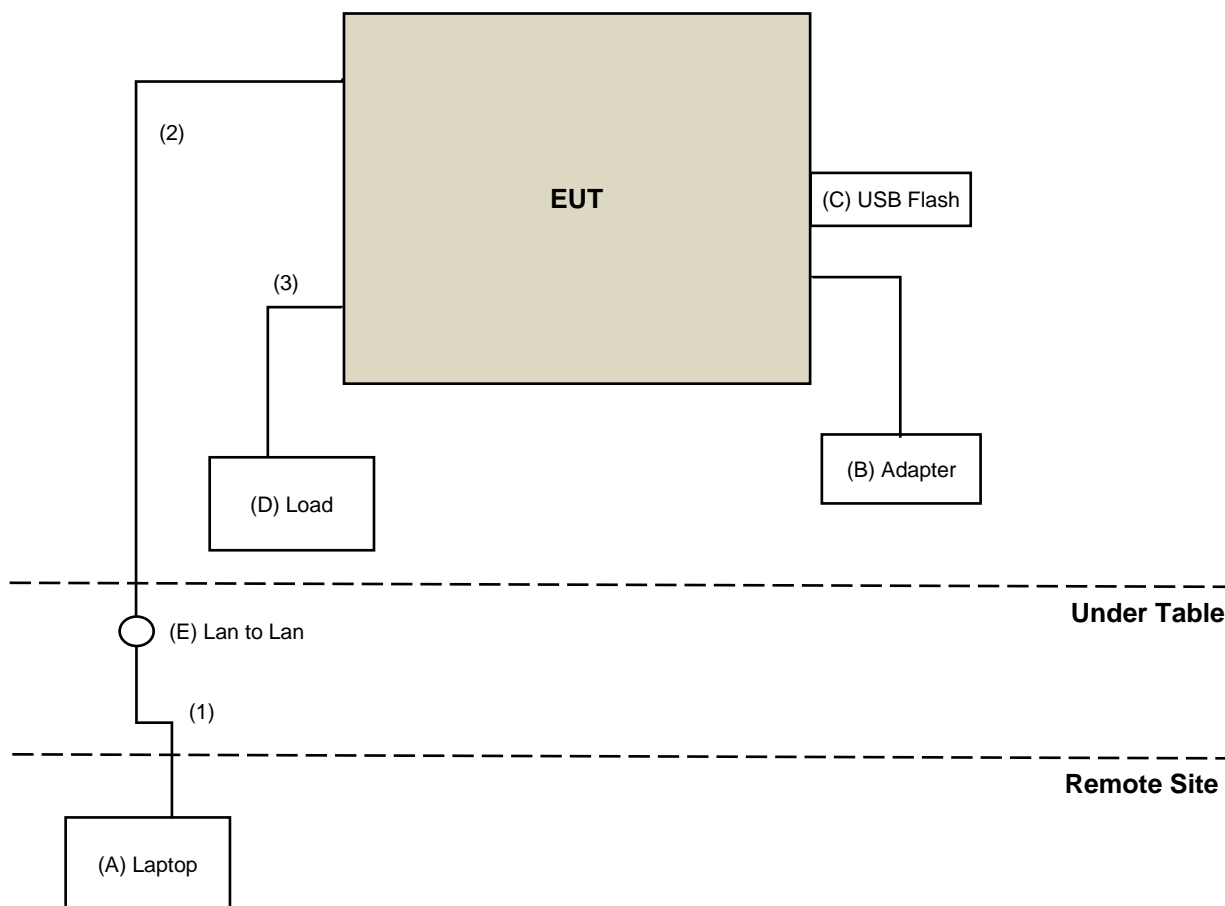 (2)
EUT
(C) USB Flash
(3)
(B) Adapter
(D) Load
Under Table
(E) Lan to Lan
(1)
Remote Site
(A) Laptop